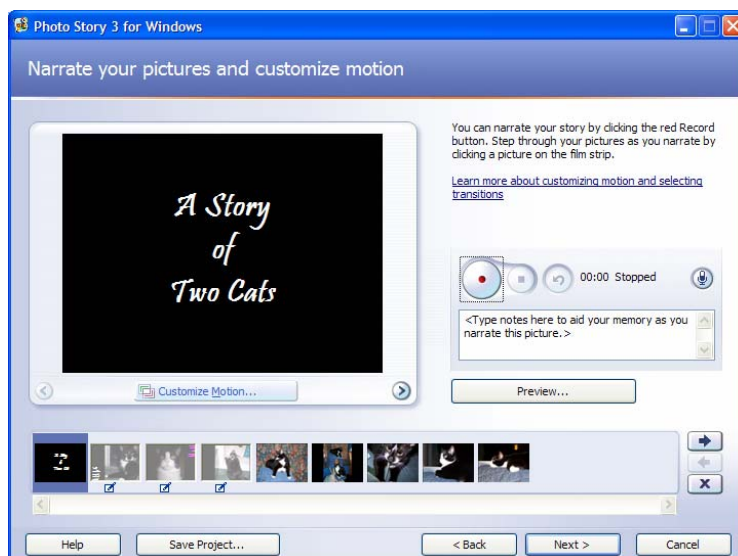 Photo Story 3 for Windows
Narrate your pictures and customize motion
A Story
of
Two Cats
Customize Motion...
You can narrate your story by clicking the red Record
button. Step through your pictures as you narrate by
clicking a picture on the film strip.
Learn more about customizing motion and selecting
transitions
00:00 Stopped
<Type notes here to aid your memory as you
narrate this picture.>
Preview...
Help
Save Project...
< Back
Next >
Cancel